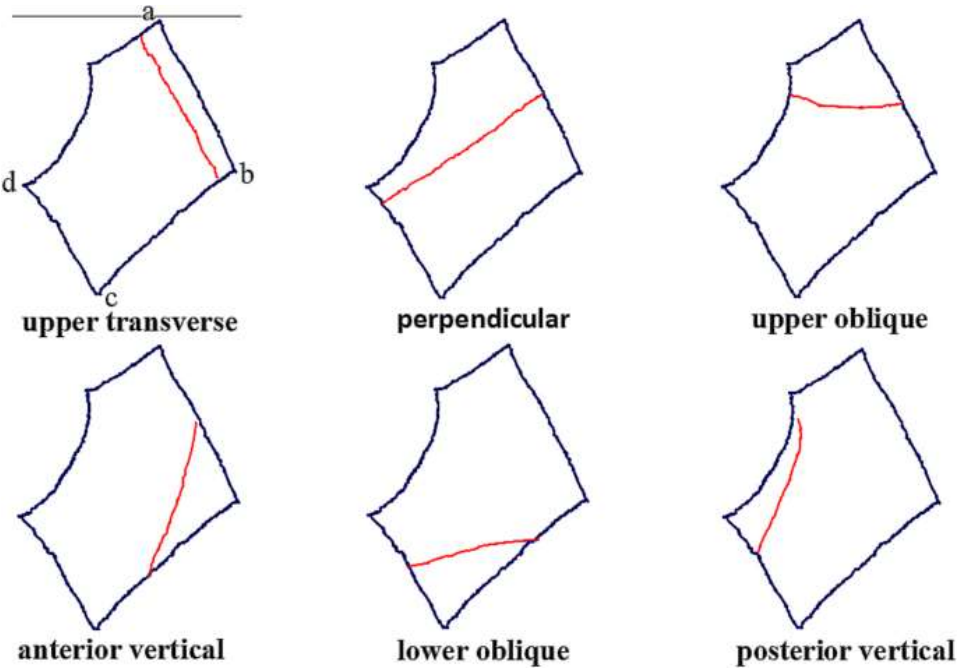 a
d
b
c
upper transverse
perpendicular
upper oblique
anterior vertical
lower oblique
posterior vertical